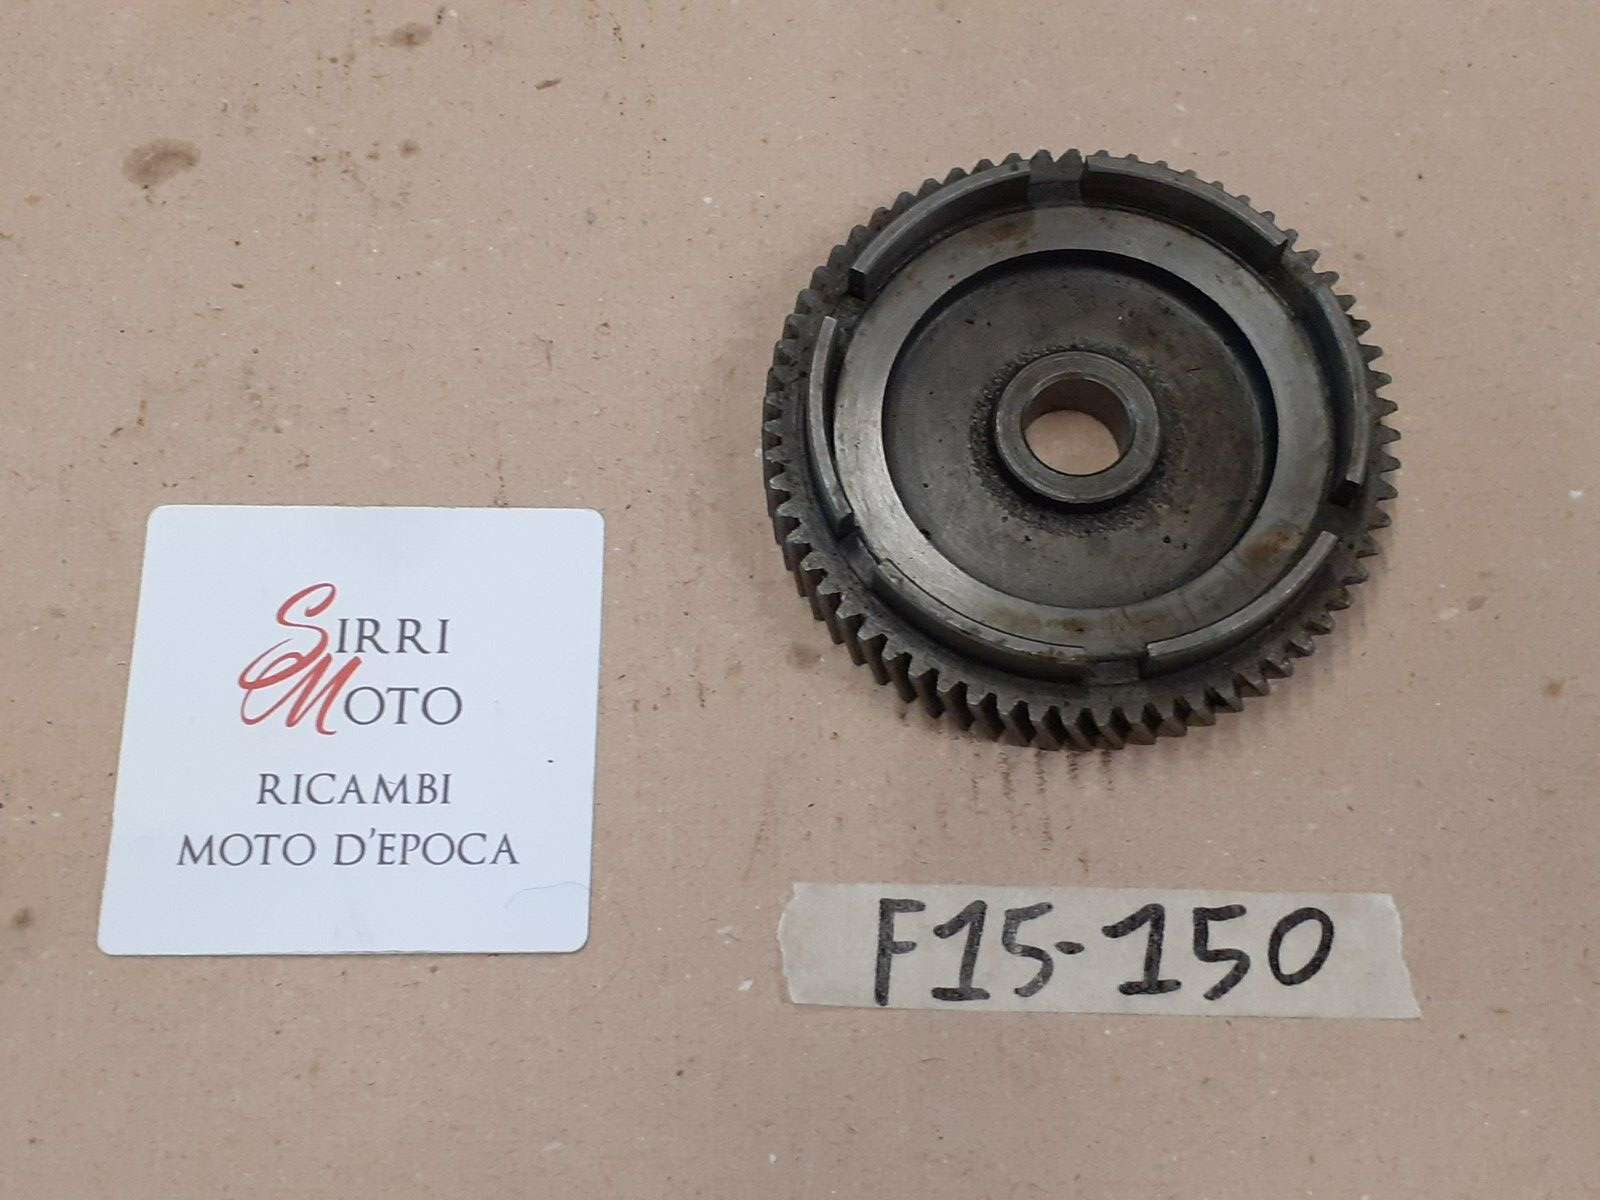 SIRRI
MOTO
RICAMBI
MOTO D'EPOCA
F15-150